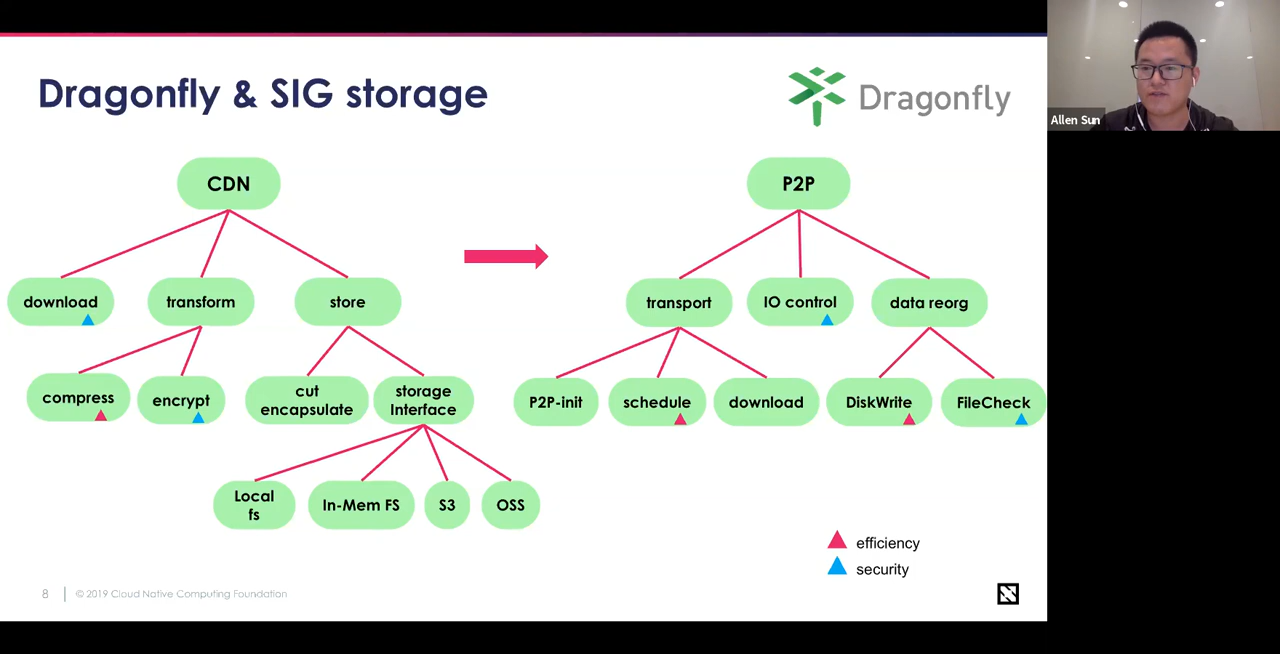 Dragonfly & SIG storage
Dragonfly
Allen Sun
CDN
P2P
download
transform
store
transport
IO control
data reorg
compress
encrypt
cut
encapsulate
storage
Interface
P2P-init
schedule
download
DiskWrite
FileCheck
Local
fs
In-Mem FS
S3
OSS
efficiency
security
8
© 2019 Cloud Native Computing Foundation